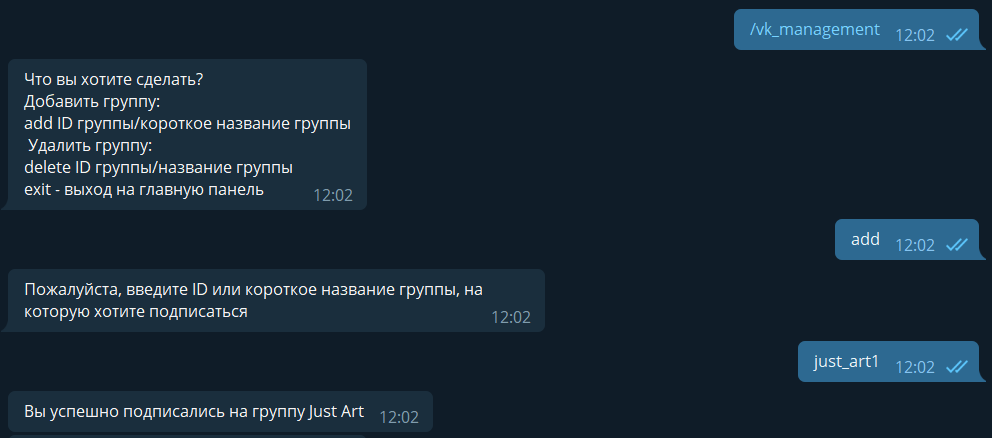 /vk_management 12:02
Что вы хотите сделать?
Добавить группу:
add ID группы/короткое название группы
Удалить группу:
delete ID группы/название группы
exit - выход на главную панель 12:02
add 12:02
Пожалуйста, введите ID или короткое название группы, на
которую хотите подписаться 12:02
just_art1 12:02
Вы успешно подписались на группу Just Art 12:02